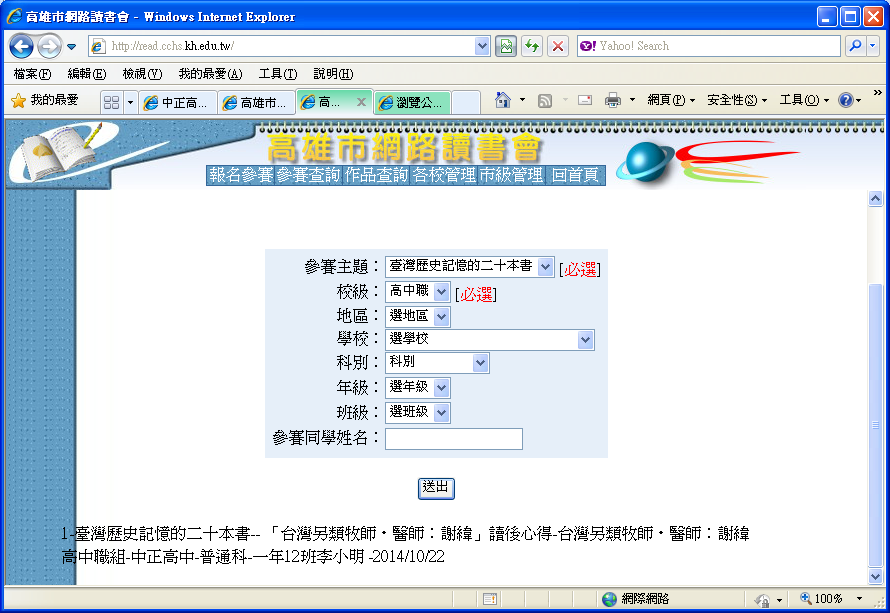 高雄市網路讀書會 - Windows Internet Explorer
http://read.cchs.kh.edu.tw/
Yahoo! Search
檔案(F) 編輯(E) 檢視(V) 我的最愛(A) 工具(T) 說明(H)
我的最愛 中正高... 高雄市... 高... 瀏覽公... 網頁(P) 安全性(S) 工具(O)
高雄市網路讀書會
報名參賽 參賽查詢 作品查詢 各校管理 市級管理 回首頁
參賽主題： 臺灣歷史記憶的二十本書 [必選]
校級： 高中職 [必選]
地區： 選地區
學校： 選學校
科別： 科別
年級： 選年級
班級： 選班級
參賽同學姓名：
送出
1-臺灣歷史記憶的二十本書--「台灣另類牧師‧醫師：謝緯」讀後心得-台灣另類牧師‧醫師：謝緯
高中職組-中正高中-普通科-一年12班李小明 -2014/10/22
網際網路 100%